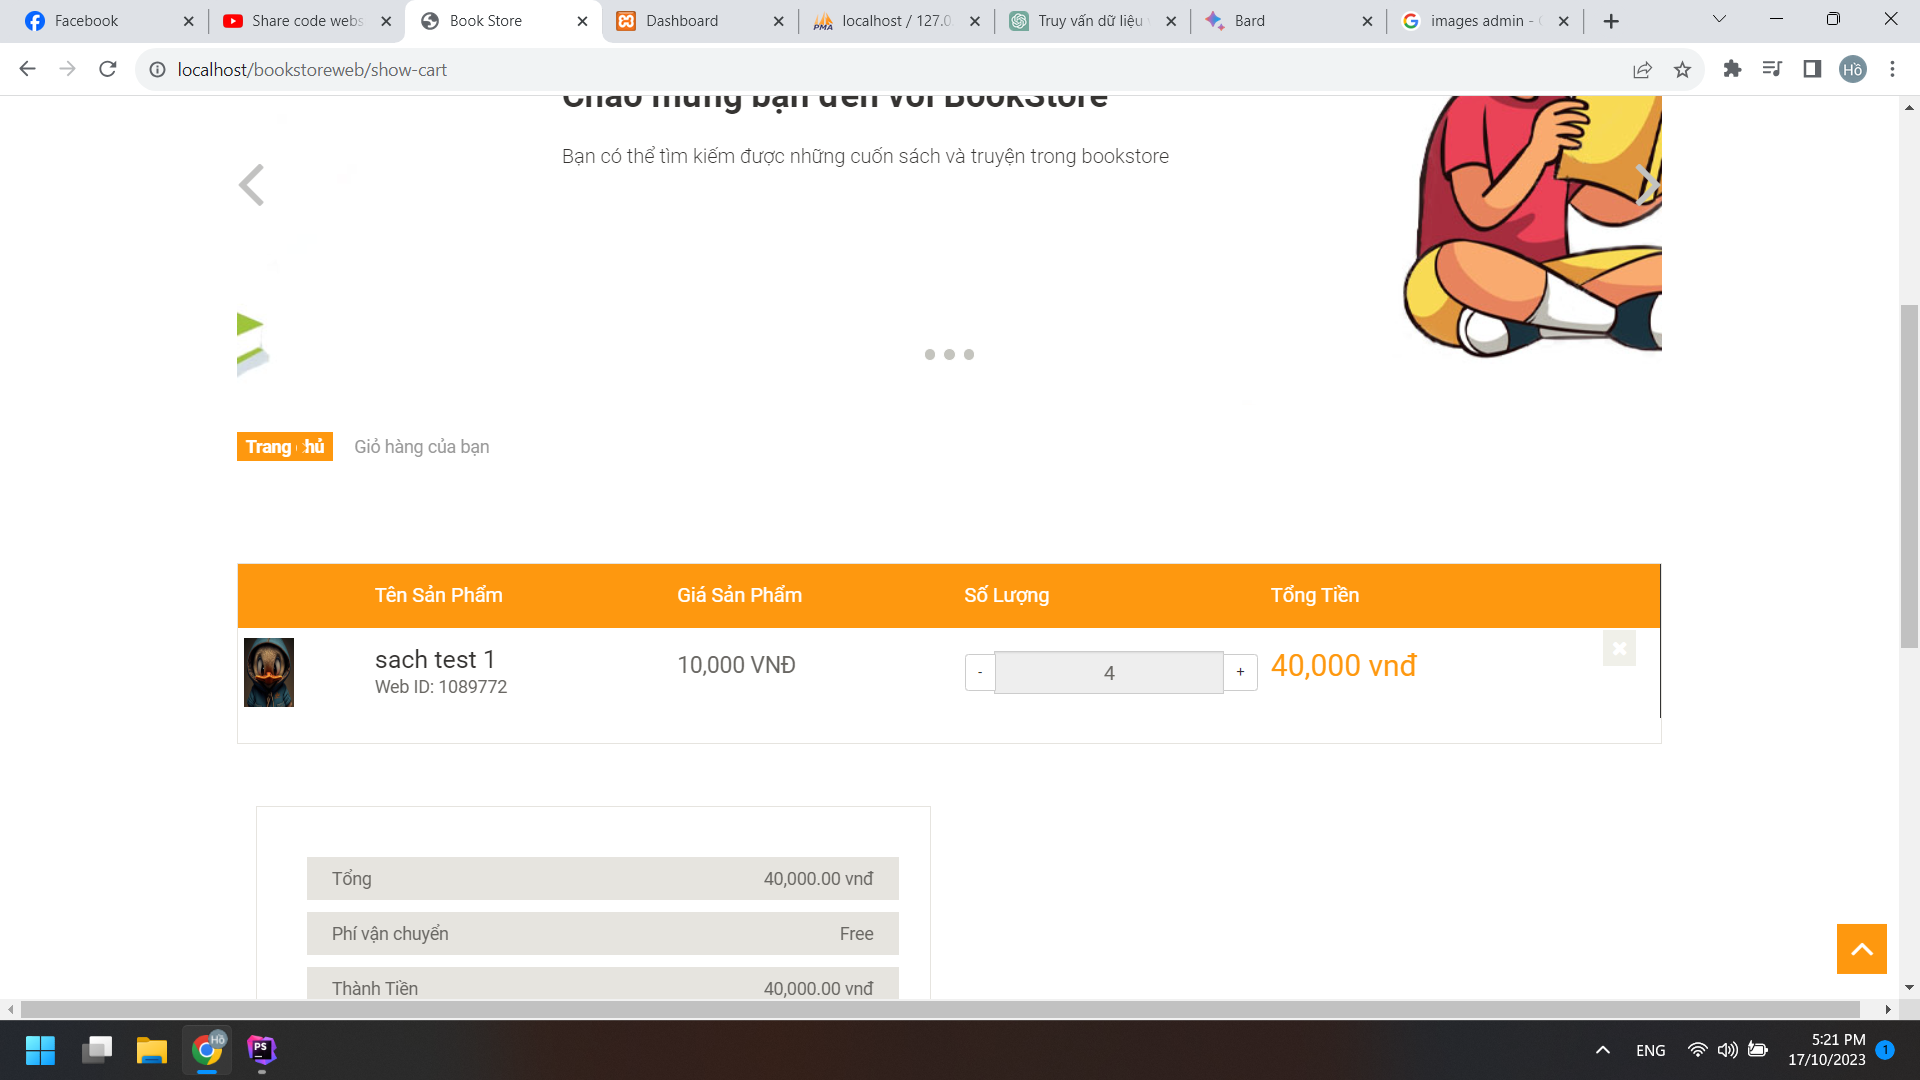 Facebook
Share code webs
Book Store
Dashboard
localhost / 127.0.
Truy vấn dữ liệu
Bard
images admin -
localhost/bookstoreweb/show-cart
Hồ
Chào mừng bạn đến với BookStore
Bạn có thể tìm kiếm được những cuốn sách và truyện trong bookstore
Trang chủ
Giỏ hàng của bạn
Tên Sản Phẩm Giá Sản Phẩm Số Lượng Tổng Tiền
sach test 1 10,000 VNĐ - 4 + 40,000 vnđ
Web ID: 1089772
Tổng 40,000.00 vnđ
Phí vận chuyển Free
Thành Tiền 40,000.00 vnđ
Hồ
PS
ENG
5:21 PM
17/10/2023
1